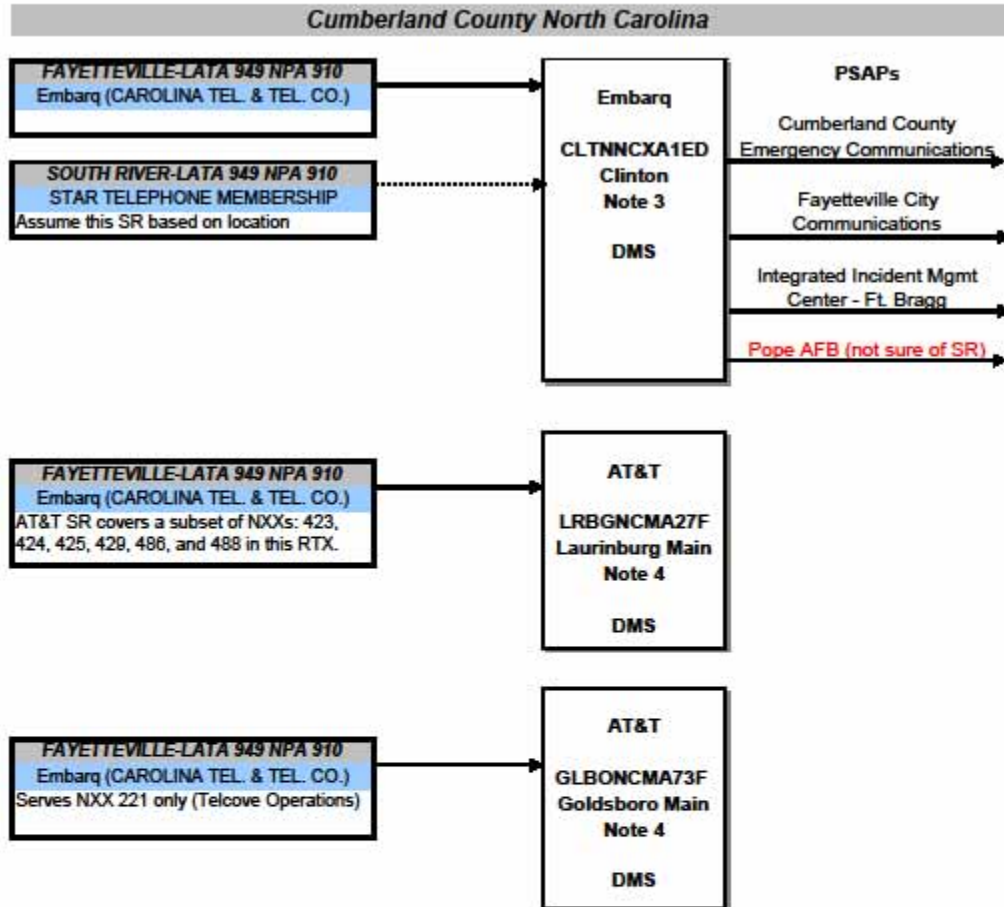 Cumberland County North Carolina
FAYETTEVILLE-LATA 949 NPA 910
Embarq (CAROLINA TEL. & TEL. CO.)
SOUTH RIVER-LATA 949 NPA 910
STAR TELEPHONE MEMBERSHIP
Assume this SR based on location
Embarq
CLTNNCXA1ED
Clinton
Note 3
DMS
PSAPs
Cumberland County
Emergency Communications
Fayetteville City
Communications
Integrated Incident Mgmt
Center - Ft. Bragg
Pope AFB (not sure of SR)
FAYETTEVILLE-LATA 949 NPA 910
Embarq (CAROLINA TEL. & TEL. CO.)
AT&T SR covers a subset of NXXs: 423,
424, 425, 429, 486, and 488 in this RTX.
AT&T
LRBGNCMA27F
Laurinburg Main
Note 4
DMS
FAYETTEVILLE-LATA 949 NPA 910
Embarq (CAROLINA TEL. & TEL. CO.)
Serves NXX 221 only (Telcove Operations)
AT&T
GLBONCMA73F
Goldsboro Main
Note 4
DMS